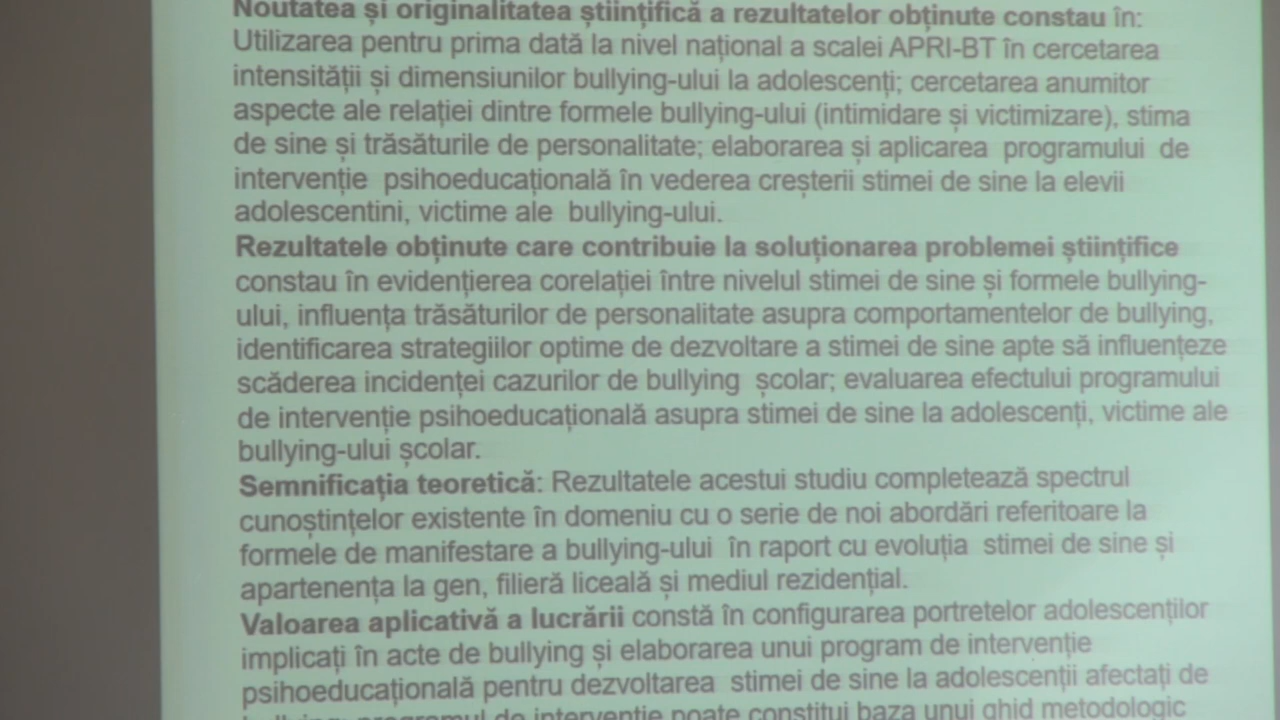 Noutatea și originalitatea științifică a rezultatelor obținute constau în:
Utilizarea pentru prima dată la nivel național a scalei APRI-BT în cercetarea
intensității și dimensiunilor bullying-ului la adolescenți; cercetarea anumitor
aspecte ale relației dintre formele bullying-ului (intimidare și victimizare), stima
de sine și trăsăturile de personalitate; elaborarea și aplicarea programului de
intervenție psihoeducațională în vederea creșterii stimei de sine la elevii
adolescentini, victime ale bullying-ului.
Rezultatele obținute care contribuie la soluționarea problemei științifice
constau în evidențierea corelației între nivelul stimei de sine și formele bullying-
ului, influența trăsăturilor de personalitate asupra comportamentelor de bullying,
identificarea strategiilor optime de dezvoltare a stimei de sine apte să influențeze
scăderea incidenței cazurilor de bullying școlar; evaluarea efectului programului
de intervenție psihoeducațională asupra stimei de sine la adolescenți, victime ale
bullying-ului școlar.
Semnificația teoretică: Rezultatele acestui studiu completează spectrul
cunoștințelor existente în domeniu cu o serie de noi abordări referitoare la
formele de manifestare a bullying-ului în raport cu evoluția stimei de sine și
apartenența la gen, filieră liceală și mediul rezidențial.
Valoarea aplicativă a lucrării constă în configurarea portretelor adolescenților
implicați în acte de bullying și elaborarea unui program de intervenție
psihoeducațională pentru dezvoltarea stimei de sine la adolescenții afectați de
bullying; programul de intervenție poate constitui baza unui ghid metodologic